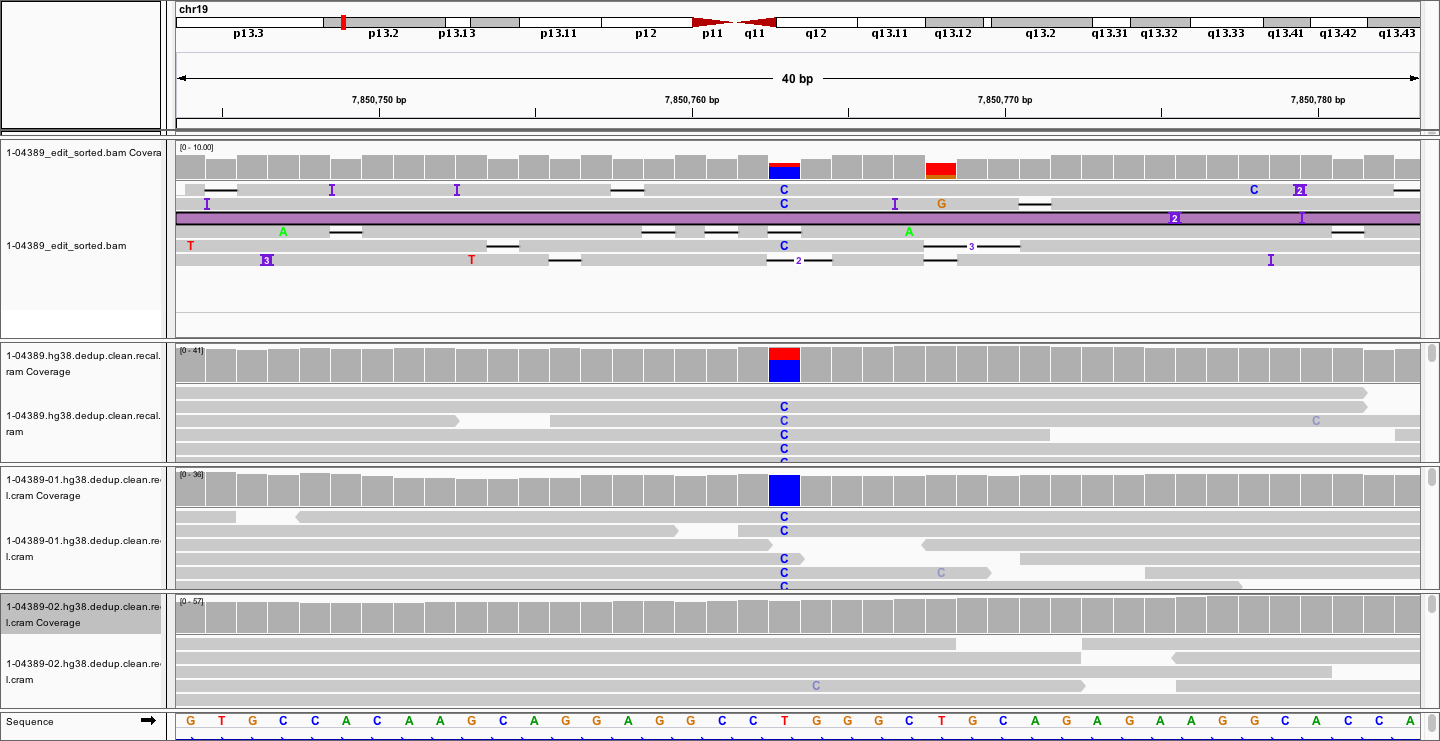 chr19
p13.3 p13.2 p13.13 p13.11 p12 p11 q11 q12 q13.11 q13.12 q13.2 q13.31 q13.32 q13.33 q13.41 q13.42 q13.43
40 bp
7,850,750 bp 7,850,760 bp 7,850,770 bp 7,850,780 bp
1-04389_edit_sorted.bam Covera
[0 - 10.00]
C C 2
C G
2
1-04389_edit_sorted.bam
A A
T C 3
3 T 2
1-04389.hg38.dedup.clean.recal.
ram Coverage
[0 - 41]
1-04389.hg38.dedup.clean.recal.
ram
C
C C
C
C
C
1-04389-01.hg38.dedup.clean.re
l.cram Coverage
[0 - 36]
1-04389-01.hg38.dedup.clean.re
l.cram
C
C
C
C C
C
1-04389-02.hg38.dedup.clean.re
l.cram Coverage
[0 - 57]
1-04389-02.hg38.dedup.clean.re
l.cram
C
Sequence
G T G C C A C A A G C A G G A G G C C T G G G C T G C A G A G A A G G C A C C A